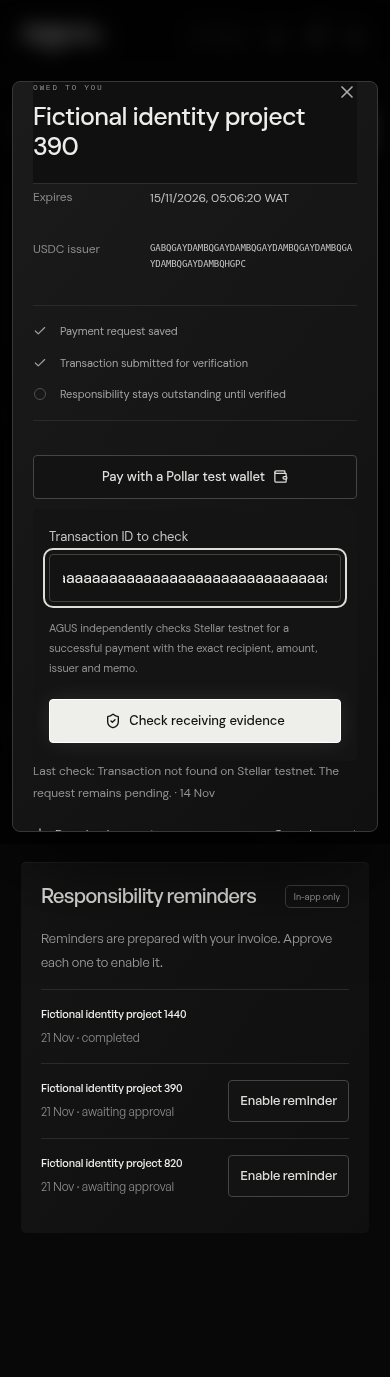 OWED TO YOU
Fictional identity project
390
Expires
15/11/2026, 05:06:20 WAT
USDC issuer
GABQGAYDAMBQGAYDAMBQGAYDAMBQGAYDAMBQGA
YDAMBQGAYDAMBQHGPC
Payment request saved
Transaction submitted for verification
Responsibility stays outstanding until verified
Pay with a Pollar test wallet
Transaction ID to check
AGUS independently checks Stellar testnet for a
successful payment with the exact recipient, amount,
issuer and memo.
Check receiving evidence
Last check: Transaction not found on Stellar testnet. The
request remains pending. · 14 Nov
Responsibility reminders
In-app only
Reminders are prepared with your invoice. Approve
each one to enable it.
Fictional identity project 1440
21 Nov · completed
Fictional identity project 390
21 Nov · awaiting approval
Enable reminder
Fictional identity project 820
21 Nov · awaiting approval
Enable reminder